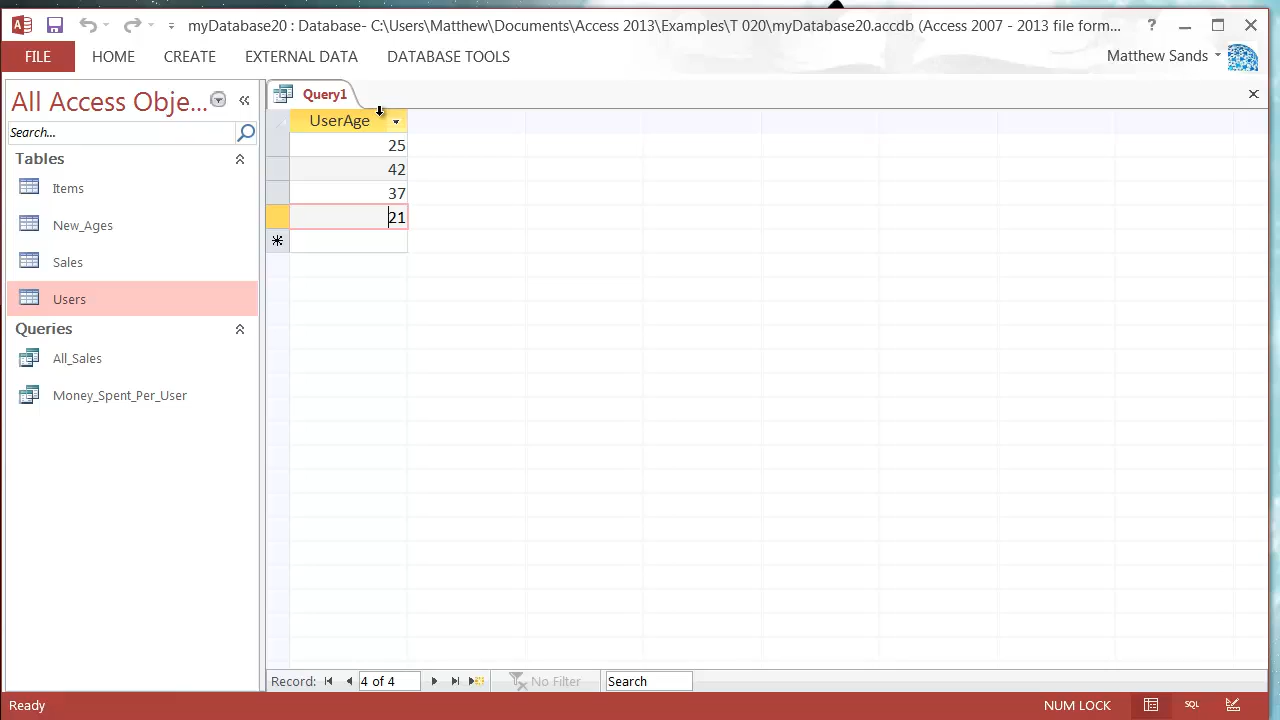 myDatabase20 : Database- C:\Users\Matthew\Documents\Access 2013\Examples\T (20)\myDatabase20.accdb (Access 2007 - 2013 file form...
?
FILE
HOME
CREATE
EXTERNAL DATA
DATABASE TOOLS
Matthew Sands
All Access Obje...
Search...
Tables
Items
New_Ages
Sales
Users
Queries
All_Sales
Money_Spent_Per_User
Query1
UserAge
25
42
37
21
Record:
4 of 4
No Filter
Search
Ready
NUM LOCK
SQL